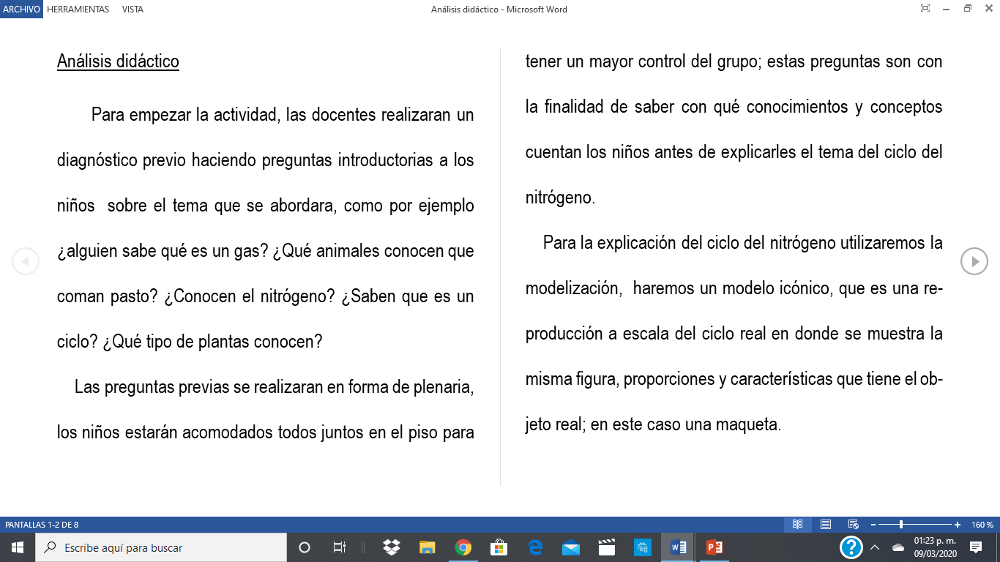 ARCHIVO HERRAMIENTAS VISTA
Análisis didáctico - Microsoft Word
Análisis didáctico
Para empezar la actividad, las docentes realizaran un
diagnóstico previo haciendo preguntas introductorias a los
niños  sobre el tema que se abordara, como por ejemplo
¿alguien sabe qué es un gas? ¿Qué animales conocen que
coman pasto? ¿Conocen el nitrógeno? ¿Saben que es un
ciclo? ¿Qué tipo de plantas conocen?
Las preguntas previas se realizaran en forma de plenaria,
los niños estarán acomodados todos juntos en el piso para
tener un mayor control del grupo; estas preguntas son con
la finalidad de saber con qué conocimientos y conceptos
cuentan los niños antes de explicarles el tema del ciclo del
nitrógeno.
Para la explicación del ciclo del nitrógeno utilizaremos la
modelización,  haremos un modelo icónico, que es una re-
producción a escala del ciclo real en donde se muestra la
misma figura, proporciones y características que tiene el ob-
jeto real; en este caso una maqueta.
PANTALLAS 1-2 DE 8
160 %
Escribe aquí para buscar
01:23 p. m.
09/03/2020